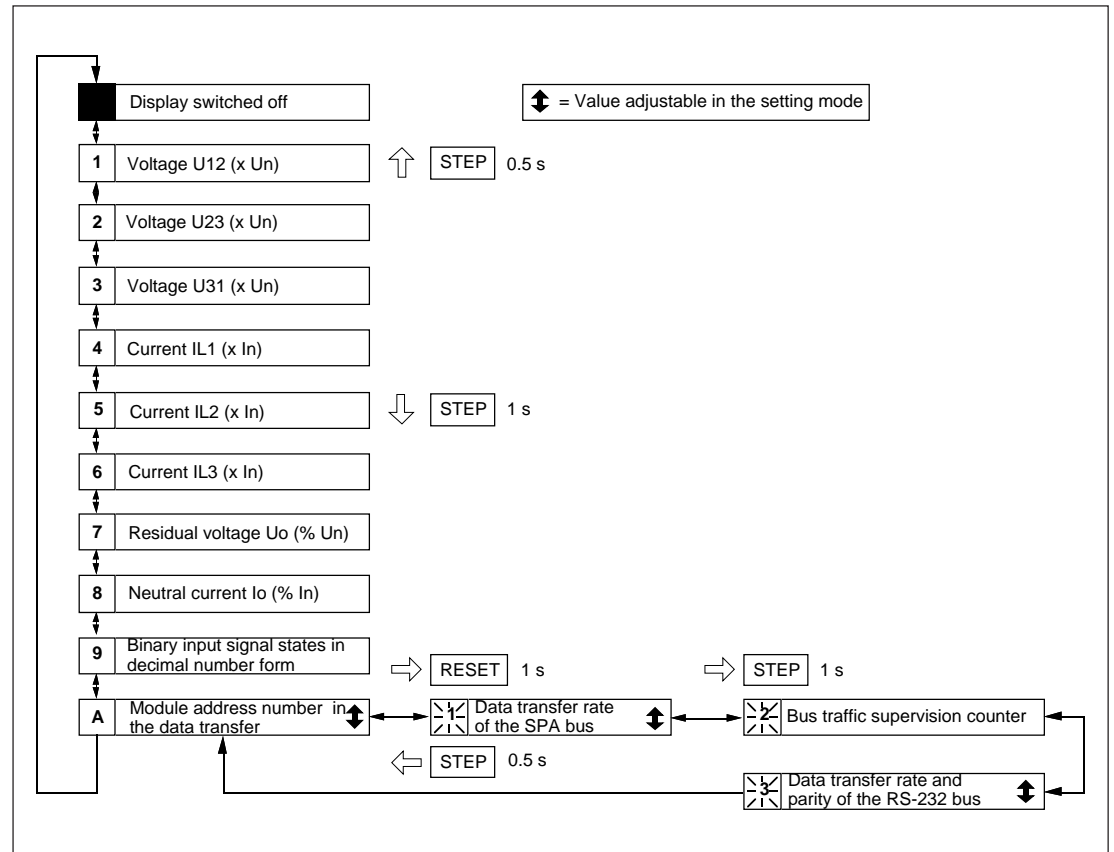 Display switched off
= Value adjustable in the setting mode
1 Voltage U12 (x Un)
STEP 0.5 s
2 Voltage U23 (x Un)
3 Voltage U31 (x Un)
4 Current IL1 (x In)
5 Current IL2 (x In)
STEP 1 s
6 Current IL3 (x In)
7 Residual voltage Uo (% Un)
8 Neutral current Io (% In)
9 Binary input signal states in
decimal number form
RESET 1 s
STEP 1 s
A Module address number in
the data transfer
1 Data transfer rate
of the SPA bus
2 Bus traffic supervision counter
STEP 0.5 s
3 Data transfer rate and
parity of the RS-232 bus